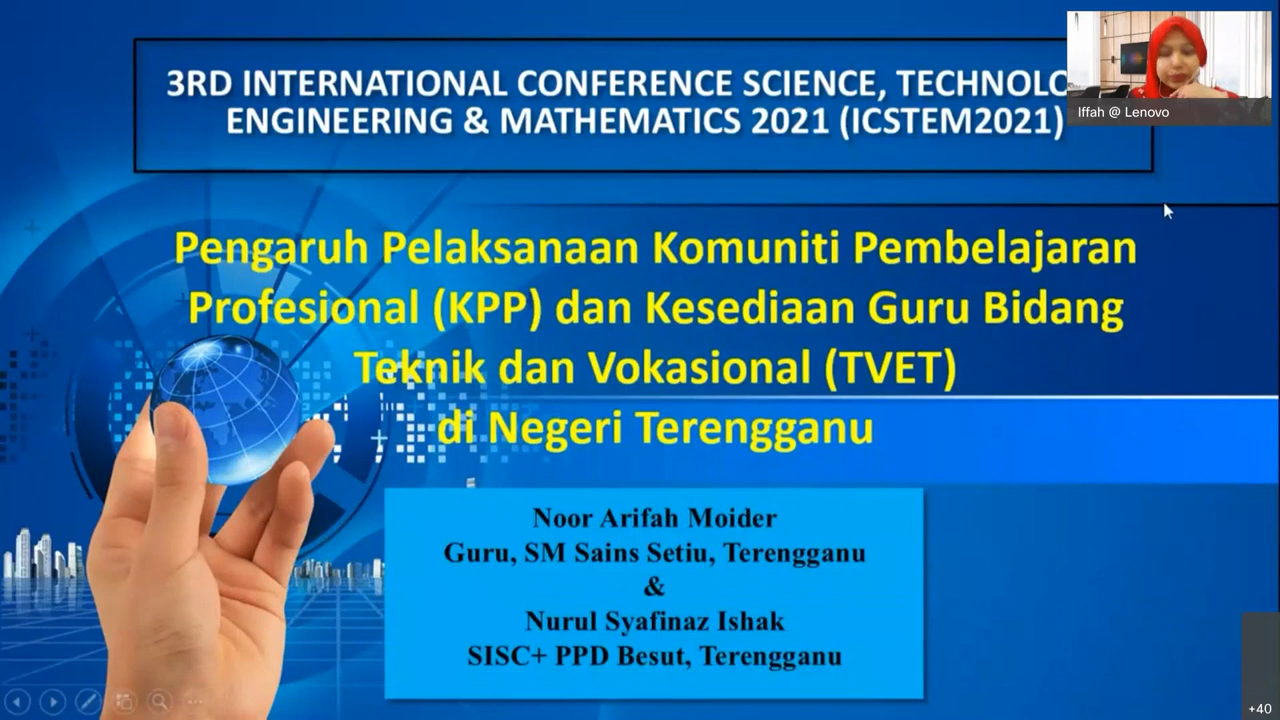 3RD INTERNATIONAL CONFERENCE SCIENCE,
ENGINEERING & MATHEMATICS 2021 (ICSTEM2021)
Iffah @ Lenovo
Pengaruh Pelaksanaan Komuniti Pembelajaran
Profesional (KPP) dan Kesediaan Guru Bidang
Teknik dan Vokasional (TVET)
di Negeri Terengganu
Noor Arifah Moider
Guru, SM Sains Setiu, Terengganu
&
Nurul Syafinaz Ishak
SISC+ PPD Besut, Terengganu
+40